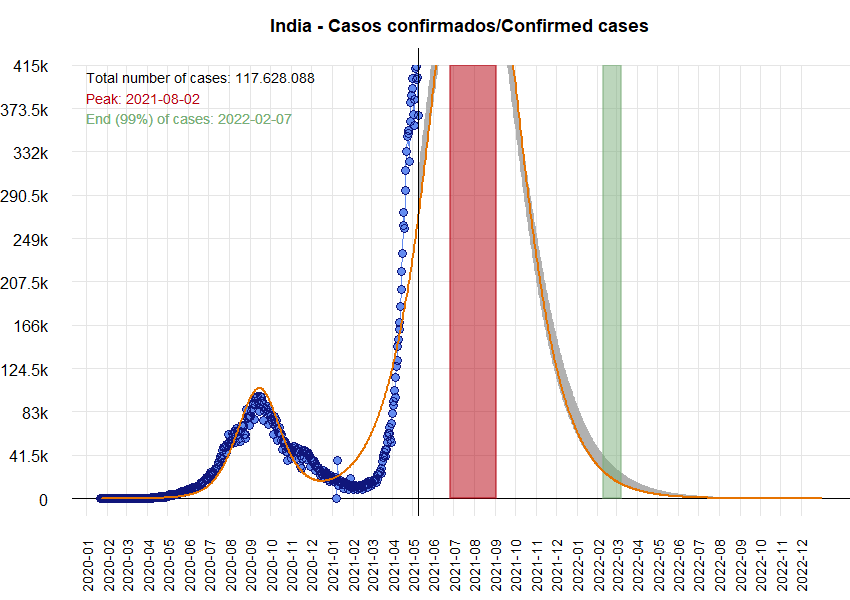 India - Casos confirmados/Confirmed cases
Total number of cases: 117.628.088
Peak: 2021-08-02
End (99%) of cases: 2022-02-07
415k
373.5k
332k
290.5k
249k
207.5k
166k
124.5k
83k
41.5k
0
2020-01
2020-02
2020-03
2020-04
2020-05
2020-06
2020-07
2020-08
2020-09
2020-10
2020-11
2020-12
2021-01
2021-02
2021-03
2021-04
2021-05
2021-06
2021-07
2021-08
2021-09
2021-10
2021-11
2021-12
2022-01
2022-02
2022-03
2022-04
2022-05
2022-06
2022-07
2022-08
2022-09
2022-10
2022-11
2022-12